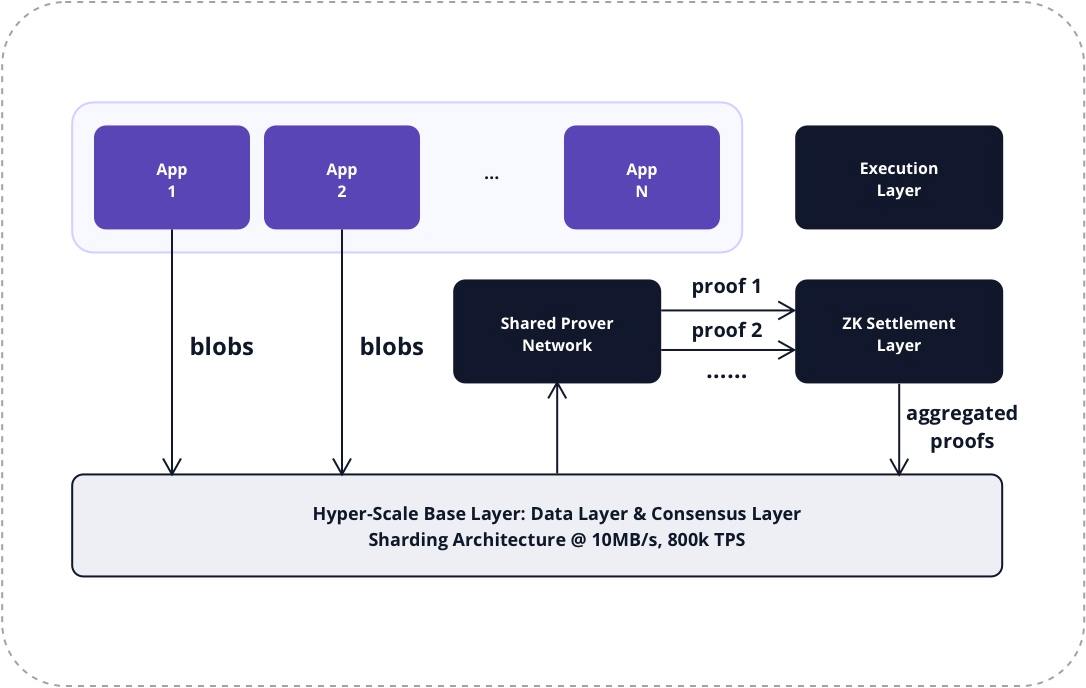 App
1
App
2
...
App
N
Execution
Layer
blobs
blobs
Shared Prover
Network
proof 1
proof 2
......
ZK Settlement
Layer
aggregated
proofs
Hyper-Scale Base Layer: Data Layer & Consensus Layer
Sharding Architecture @ 10MB/s, 800k TPS